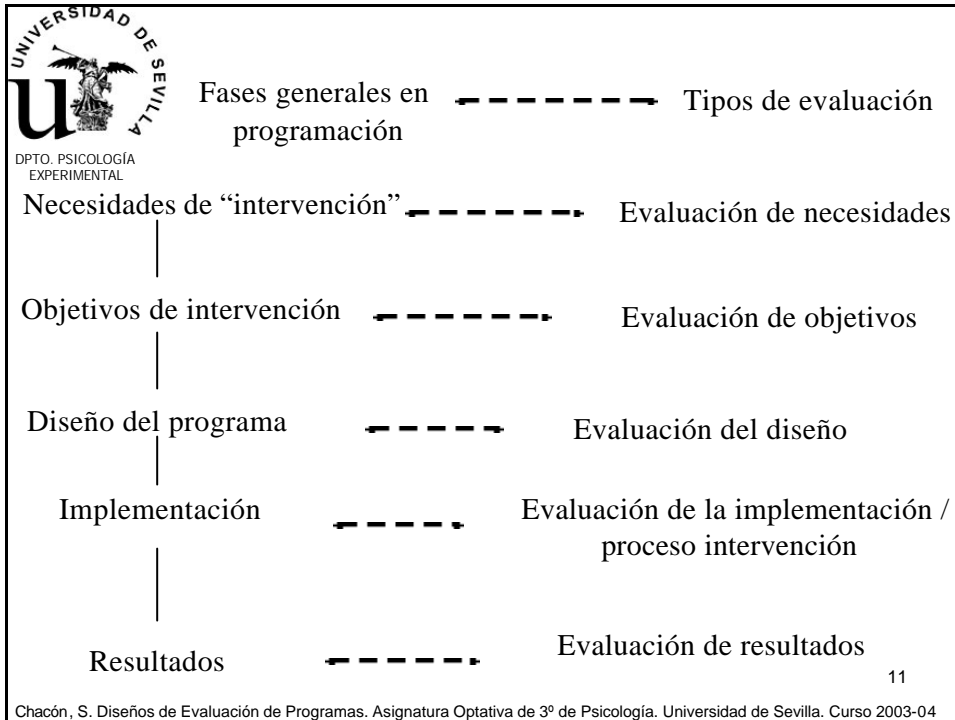 UNIVERSIDAD DE SEVILLA
u
DPTO. PSICOLOGÍA
EXPERIMENTAL
Fases generales en
programación
Tipos de evaluación
Necesidades de “intervención”
Evaluación de necesidades
Objetivos de intervención
Evaluación de objetivos
Diseño del programa
Evaluación del diseño
Implementación
Evaluación de la implementación /
proceso intervención
Resultados
Evaluación de resultados
11
Chacón, S. Diseños de Evaluación de Programas. Asignatura Optativa de 3º de Psicología. Universidad de Sevilla. Curso 2003-04